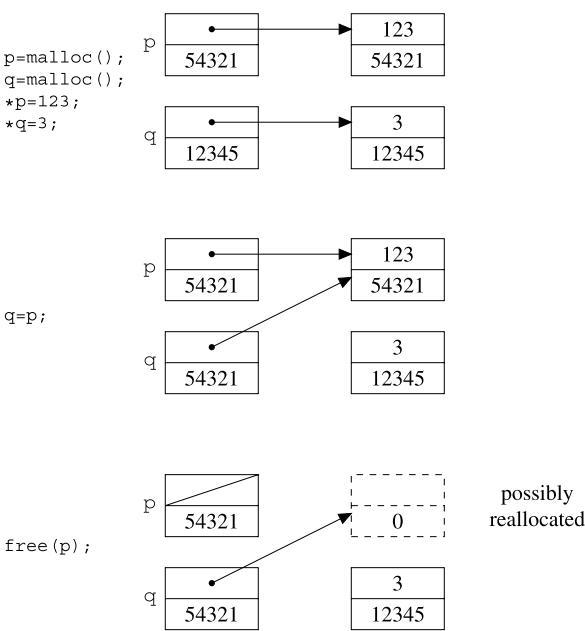 p=malloc();
q=malloc();
*p=123;
*q=3;
p
54321
123
54321
q
12345
3
12345
q=p;
p
54321
123
54321
q
54321
3
12345
free(p);
p
54321
0
possibly
reallocated
q
54321
3
12345